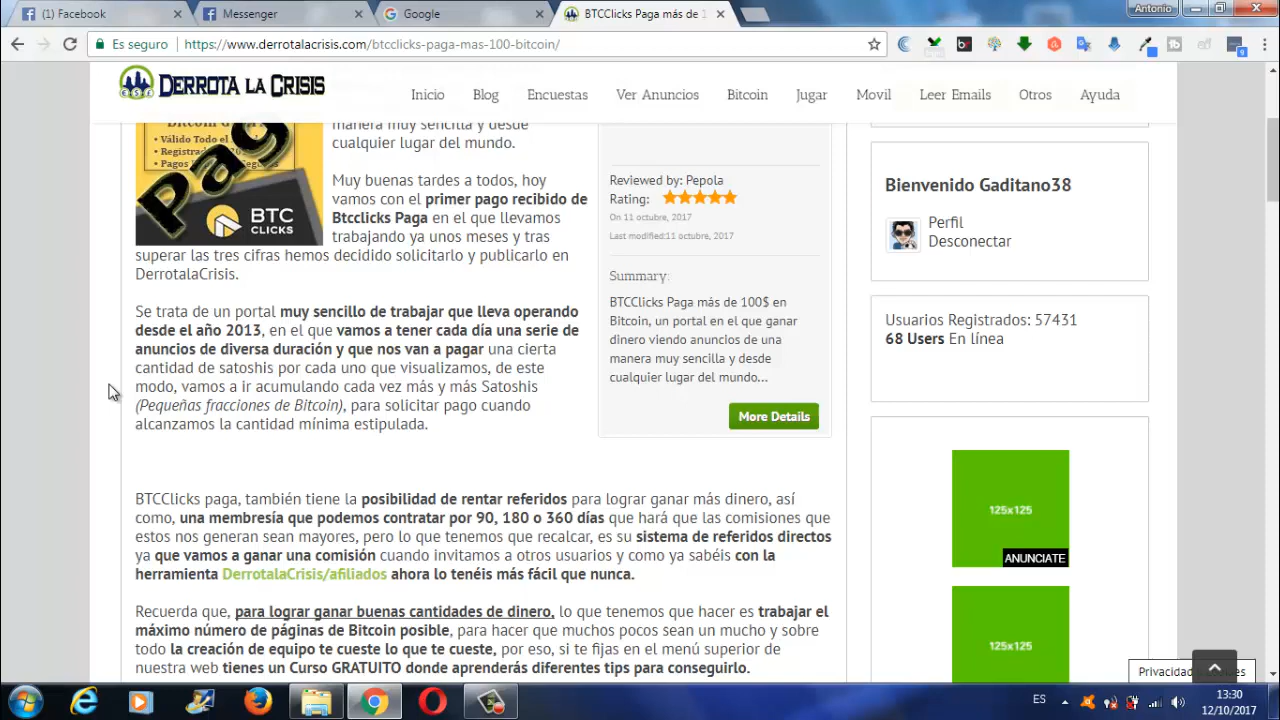 (1) Facebook
Messenger
Google
BTCClicks Paga más de 1
Antonio
Es seguro
https://www.derrotalacrisis.com/btcclicks-paga-mas-100-bitcoin/
DERROTA LA CRISIS
Inicio
Blog
Encuestas
Ver Anuncios
Bitcoin
Jugar
Movil
Leer Emails
Otros
Ayuda
• Válido Todo el
• Registrad
• Pagos
Pag
BTC
CLICKS
manera muy sencilla y desde
cualquier lugar del mundo.
Muy buenas tardes a todos, hoy
vamos con el primer pago recibido de
Btcclicks Paga en el que llevamos
trabajando ya unos meses y tras
superar las tres cifras hemos decidido solicitarlo y publicarlo en
DerrotalaCrisis.
Se trata de un portal muy sencillo de trabajar que lleva operando
desde el año 2013, en el que vamos a tener cada día una serie de
anuncios de diversa duración y que nos van a pagar una cierta
cantidad de satoshis por cada uno que visualizamos, de este
modo, vamos a ir acumulando cada vez más y más Satoshis
(Pequeñas fracciones de Bitcoin), para solicitar pago cuando
alcanzamos la cantidad mínima estipulada.
Reviewed by: Pepola
Rating:
On 11 octubre, 2017
Last modified:11 octubre, 2017
Summary:
BTCClicks Paga más de 100$ en
Bitcoin, un portal en el que ganar
dinero viendo anuncios de una
manera muy sencilla y desde
cualquier lugar del mundo...
More Details
BTCClicks paga, también tiene la posibilidad de rentar referidos para lograr ganar más dinero, así
como, una membresía que podemos contratar por 90, 180 o 360 días que hará que las comisiones que
estos nos generan sean mayores, pero lo que tenemos que recalcar, es su sistema de referidos directos
ya que vamos a ganar una comisión cuando invitamos a otros usuarios y como ya sabéis con la
herramienta DerrotalaCrisis/afiliados ahora lo tenéis más fácil que nunca.
Recuerda que, para lograr ganar buenas cantidades de dinero, lo que tenemos que hacer es trabajar el
máximo número de páginas de Bitcoin posible, para hacer que muchos pocos sean un mucho y sobre
todo la creación de equipo te cueste lo que te cueste, por eso, si te fijas en el menú superior de
nuestra web tienes un Curso GRATUITO donde aprenderás diferentes tips para conseguirlo.
Bienvenido Gaditano38
Perfil
Desconectar
Usuarios Registrados: 57431
68 Users En línea
125x125
ANUNCIATE
125x125
Privacidad y cookies
ES
13:30
12/10/2017